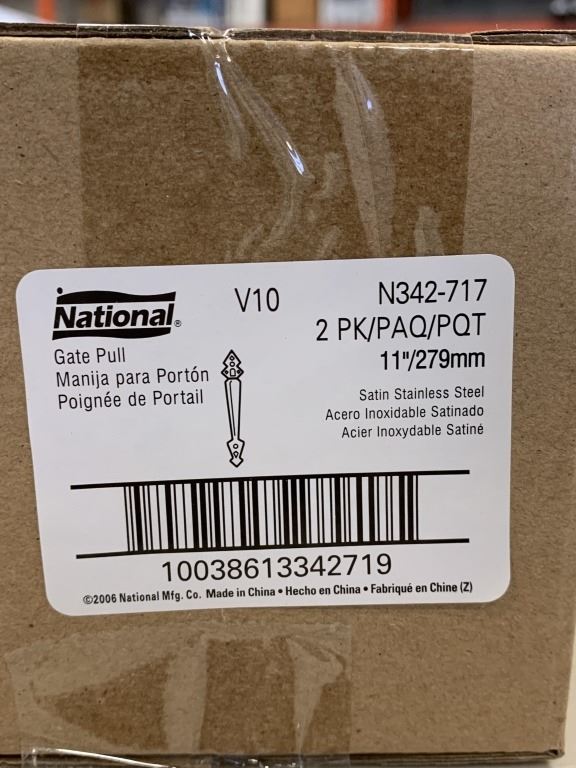 National®
V10
N342-717
2 PK/PAQ/PQT
11"/279mm
Gate Pull
Manija para Portón
Poignée de Portail
Satin Stainless Steel
Acero Inoxidable Satinado
Acier Inoxydable Satiné
10038613342719
©2006 National Mfg. Co. Made in China • Hecho en China • Fabriqué en Chine (Z)